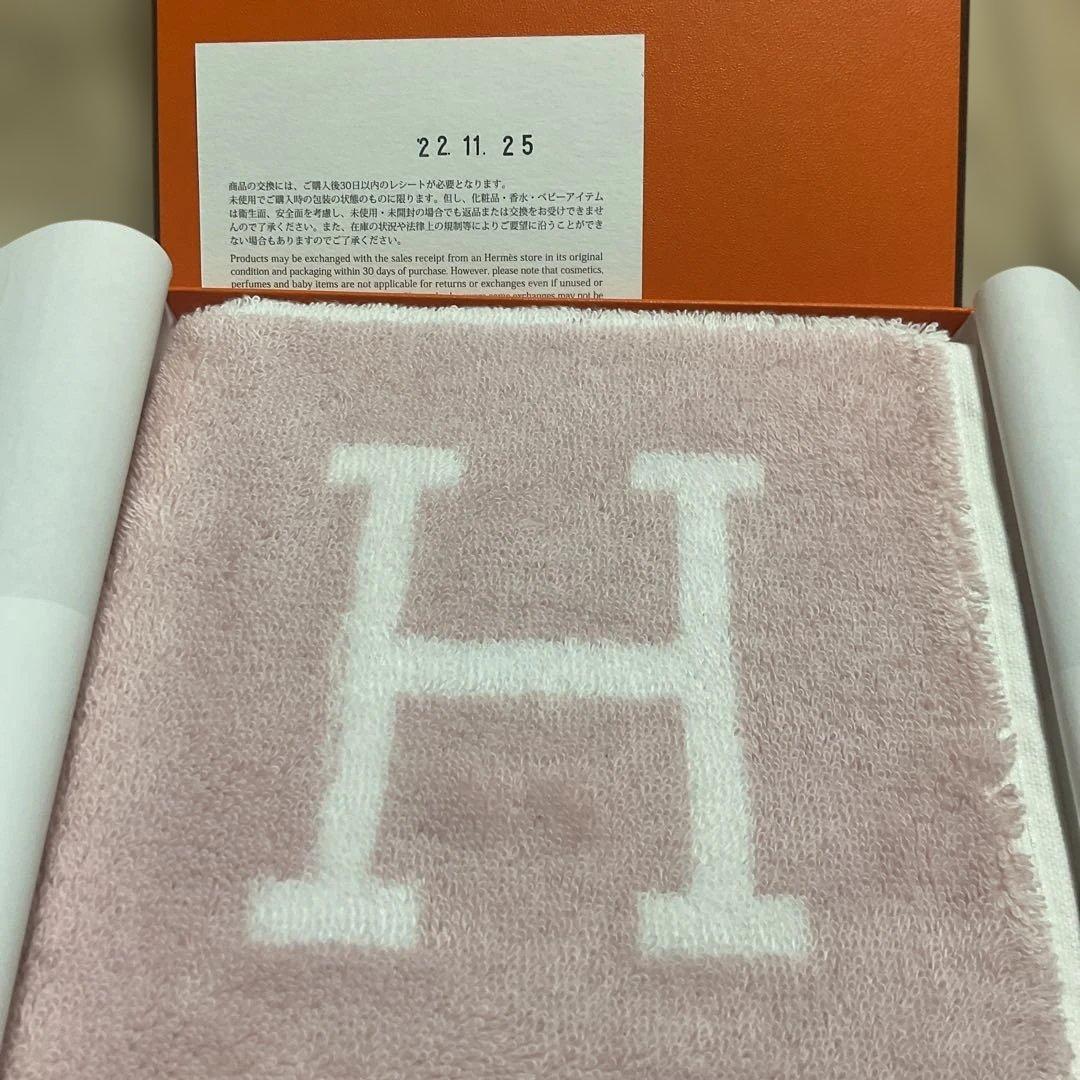 '22. 11. 25
商品の交換には、ご購入後30日以内のレシートが必要となります。
未使用でご購入時の包装の状態のものに限ります。但し、化粧品・香水・ベビーアイテム
は衛生面、安全面を考慮し、未使用・未開封の場合でも返品または交換をお受けできませ
んので了承ください。また、在庫の状況や法律上の規制等によりご要望に沿うことができ
ない場合もありますのでご了承ください。
Products may be exchanged with the sales receipt from an Hermès store in its original
condition and packaging within 30 days of purchase. However, please note that cosmetics,
perfumes and baby items are not applicable for returns or exchanges even if unused or
some exchanges may not be
H